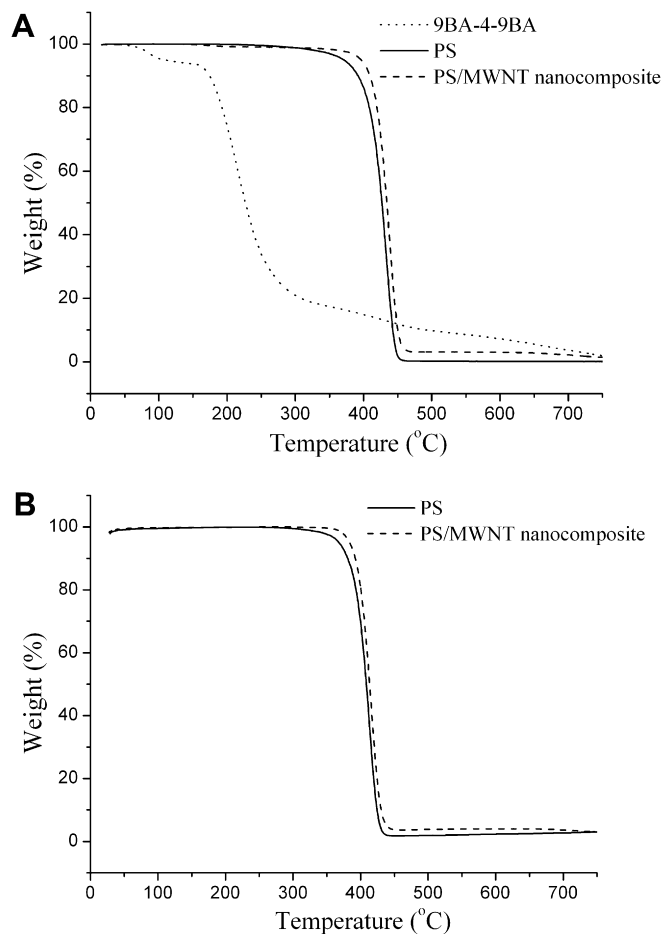 A
9BA-4-9BA
PS
PS/MWNT nanocomposite
100
80
60
40
20
0
Weight (%)
0 100 200 300 400 500 600 700
Temperature (°C)
B
PS
PS/MWNT nanocomposite
100
80
60
40
20
0
Weight (%)
0 100 200 300 400 500 600 700
Temperature (°C)